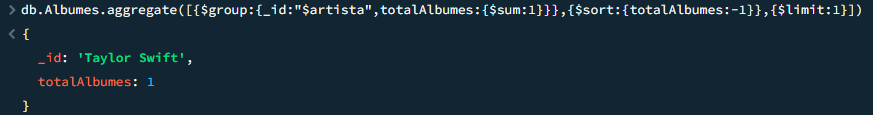 > db.Albumes.aggregate([{$group:{_id:"$artista",totalAlbumes:{$sum:1}}},{$sort:{totalAlbumes:-1}},{$limit:1}])
< {
_id: 'Taylor Swift',
totalAlbumes: 1
}